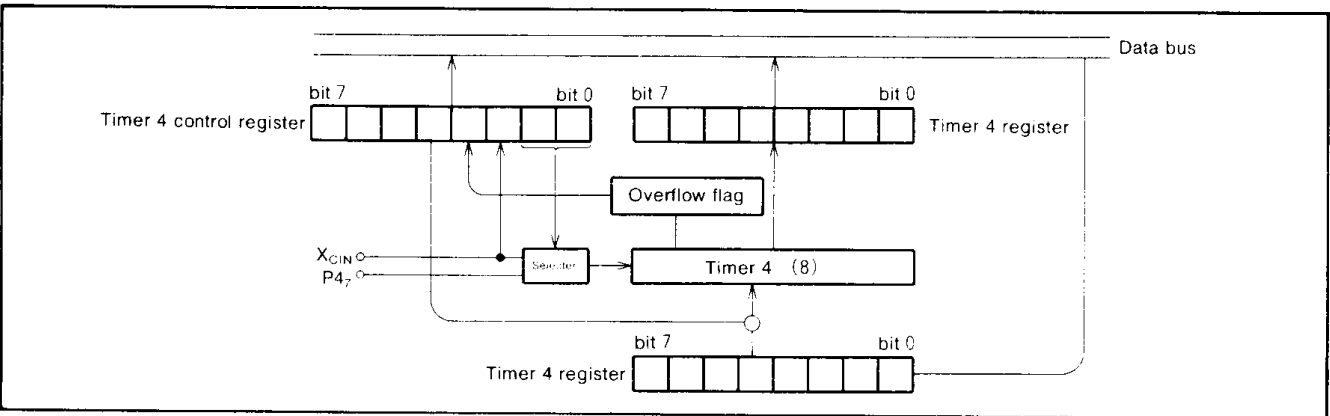 Data bus
bit 7 bit 0 bit 7 bit 0
Timer 4 control register Timer 4 register
Overflow flag
XCIN
P47
Selector
Timer 4 (8)
bit 7 bit 0
Timer 4 register